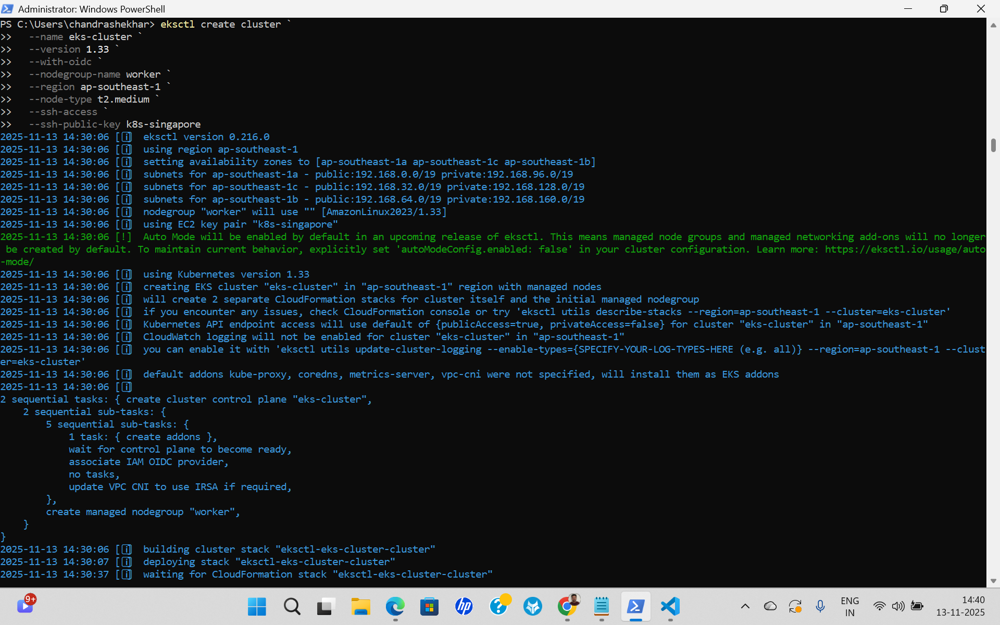 Administrator: Windows PowerShell
PS C:\Users\chandrashekhar> eksctl create cluster `
>>   --name eks-cluster `
>>   --version 1.33 `
>>   --with-oidc `
>>   --nodegroup-name worker `
>>   --region ap-southeast-1 `
>>   --node-type t2.medium `
>>   --ssh-access `
>>   --ssh-public-key k8s-singapore
2025-11-13 14:30:06 [ℹ]  eksctl version 0.216.0
2025-11-13 14:30:06 [ℹ]  using region ap-southeast-1
2025-11-13 14:30:06 [ℹ]  setting availability zones to [ap-southeast-1a ap-southeast-1c ap-southeast-1b]
2025-11-13 14:30:06 [ℹ]  subnets for ap-southeast-1a - public:192.168.0.0/19 private:192.168.96.0/19
2025-11-13 14:30:06 [ℹ]  subnets for ap-southeast-1c - public:192.168.32.0/19 private:192.168.128.0/19
2025-11-13 14:30:06 [ℹ]  subnets for ap-southeast-1b - public:192.168.64.0/19 private:192.168.160.0/19
2025-11-13 14:30:06 [ℹ]  nodegroup "worker" will use "" [AmazonLinux2023/1.33]
2025-11-13 14:30:06 [ℹ]  using EC2 key pair "k8s-singapore"
2025-11-13 14:30:06 [!]  Auto Mode will be enabled by default in an upcoming release of eksctl. This means managed node groups and managed networking add-ons will no longer
 be created by default. To maintain current behavior, explicitly set 'autoModeConfig.enabled: false' in your cluster configuration. Learn more: https://eksctl.io/usage/auto
-mode/
2025-11-13 14:30:06 [ℹ]  using Kubernetes version 1.33
2025-11-13 14:30:06 [ℹ]  creating EKS cluster "eks-cluster" in "ap-southeast-1" region with managed nodes
2025-11-13 14:30:06 [ℹ]  will create 2 separate CloudFormation stacks for cluster itself and the initial managed nodegroup
2025-11-13 14:30:06 [ℹ]  if you encounter any issues, check CloudFormation console or try 'eksctl utils describe-stacks --region=ap-southeast-1 --cluster=eks-cluster'
2025-11-13 14:30:06 [ℹ]  Kubernetes API endpoint access will use default of {publicAccess=true, privateAccess=false} for cluster "eks-cluster" in "ap-southeast-1"
2025-11-13 14:30:06 [ℹ]  CloudWatch logging will not be enabled for cluster "eks-cluster" in "ap-southeast-1"
2025-11-13 14:30:06 [ℹ]  you can enable it with 'eksctl utils update-cluster-logging --enable-types={SPECIFY-YOUR-LOG-TYPES-HERE (e.g. all)} --region=ap-southeast-1 --clust
er=eks-cluster'
2025-11-13 14:30:06 [ℹ]  default addons kube-proxy, coredns, metrics-server, vpc-cni were not specified, will install them as EKS addons
2025-11-13 14:30:06 [ℹ]
2 sequential tasks: { create cluster control plane "eks-cluster",
    2 sequential sub-tasks: {
        5 sequential sub-tasks: {
            1 task: { create addons },
            wait for control plane to become ready,
            associate IAM OIDC provider,
            no tasks,
            update VPC CNI to use IRSA if required,
        },
        create managed nodegroup "worker",
    }
}
2025-11-13 14:30:06 [ℹ]  building cluster stack "eksctl-eks-cluster-cluster"
2025-11-13 14:30:07 [ℹ]  deploying stack "eksctl-eks-cluster-cluster"
2025-11-13 14:30:37 [ℹ]  waiting for CloudFormation stack "eksctl-eks-cluster-cluster"
9+
hp
ENG
IN
14:40
13-11-2025